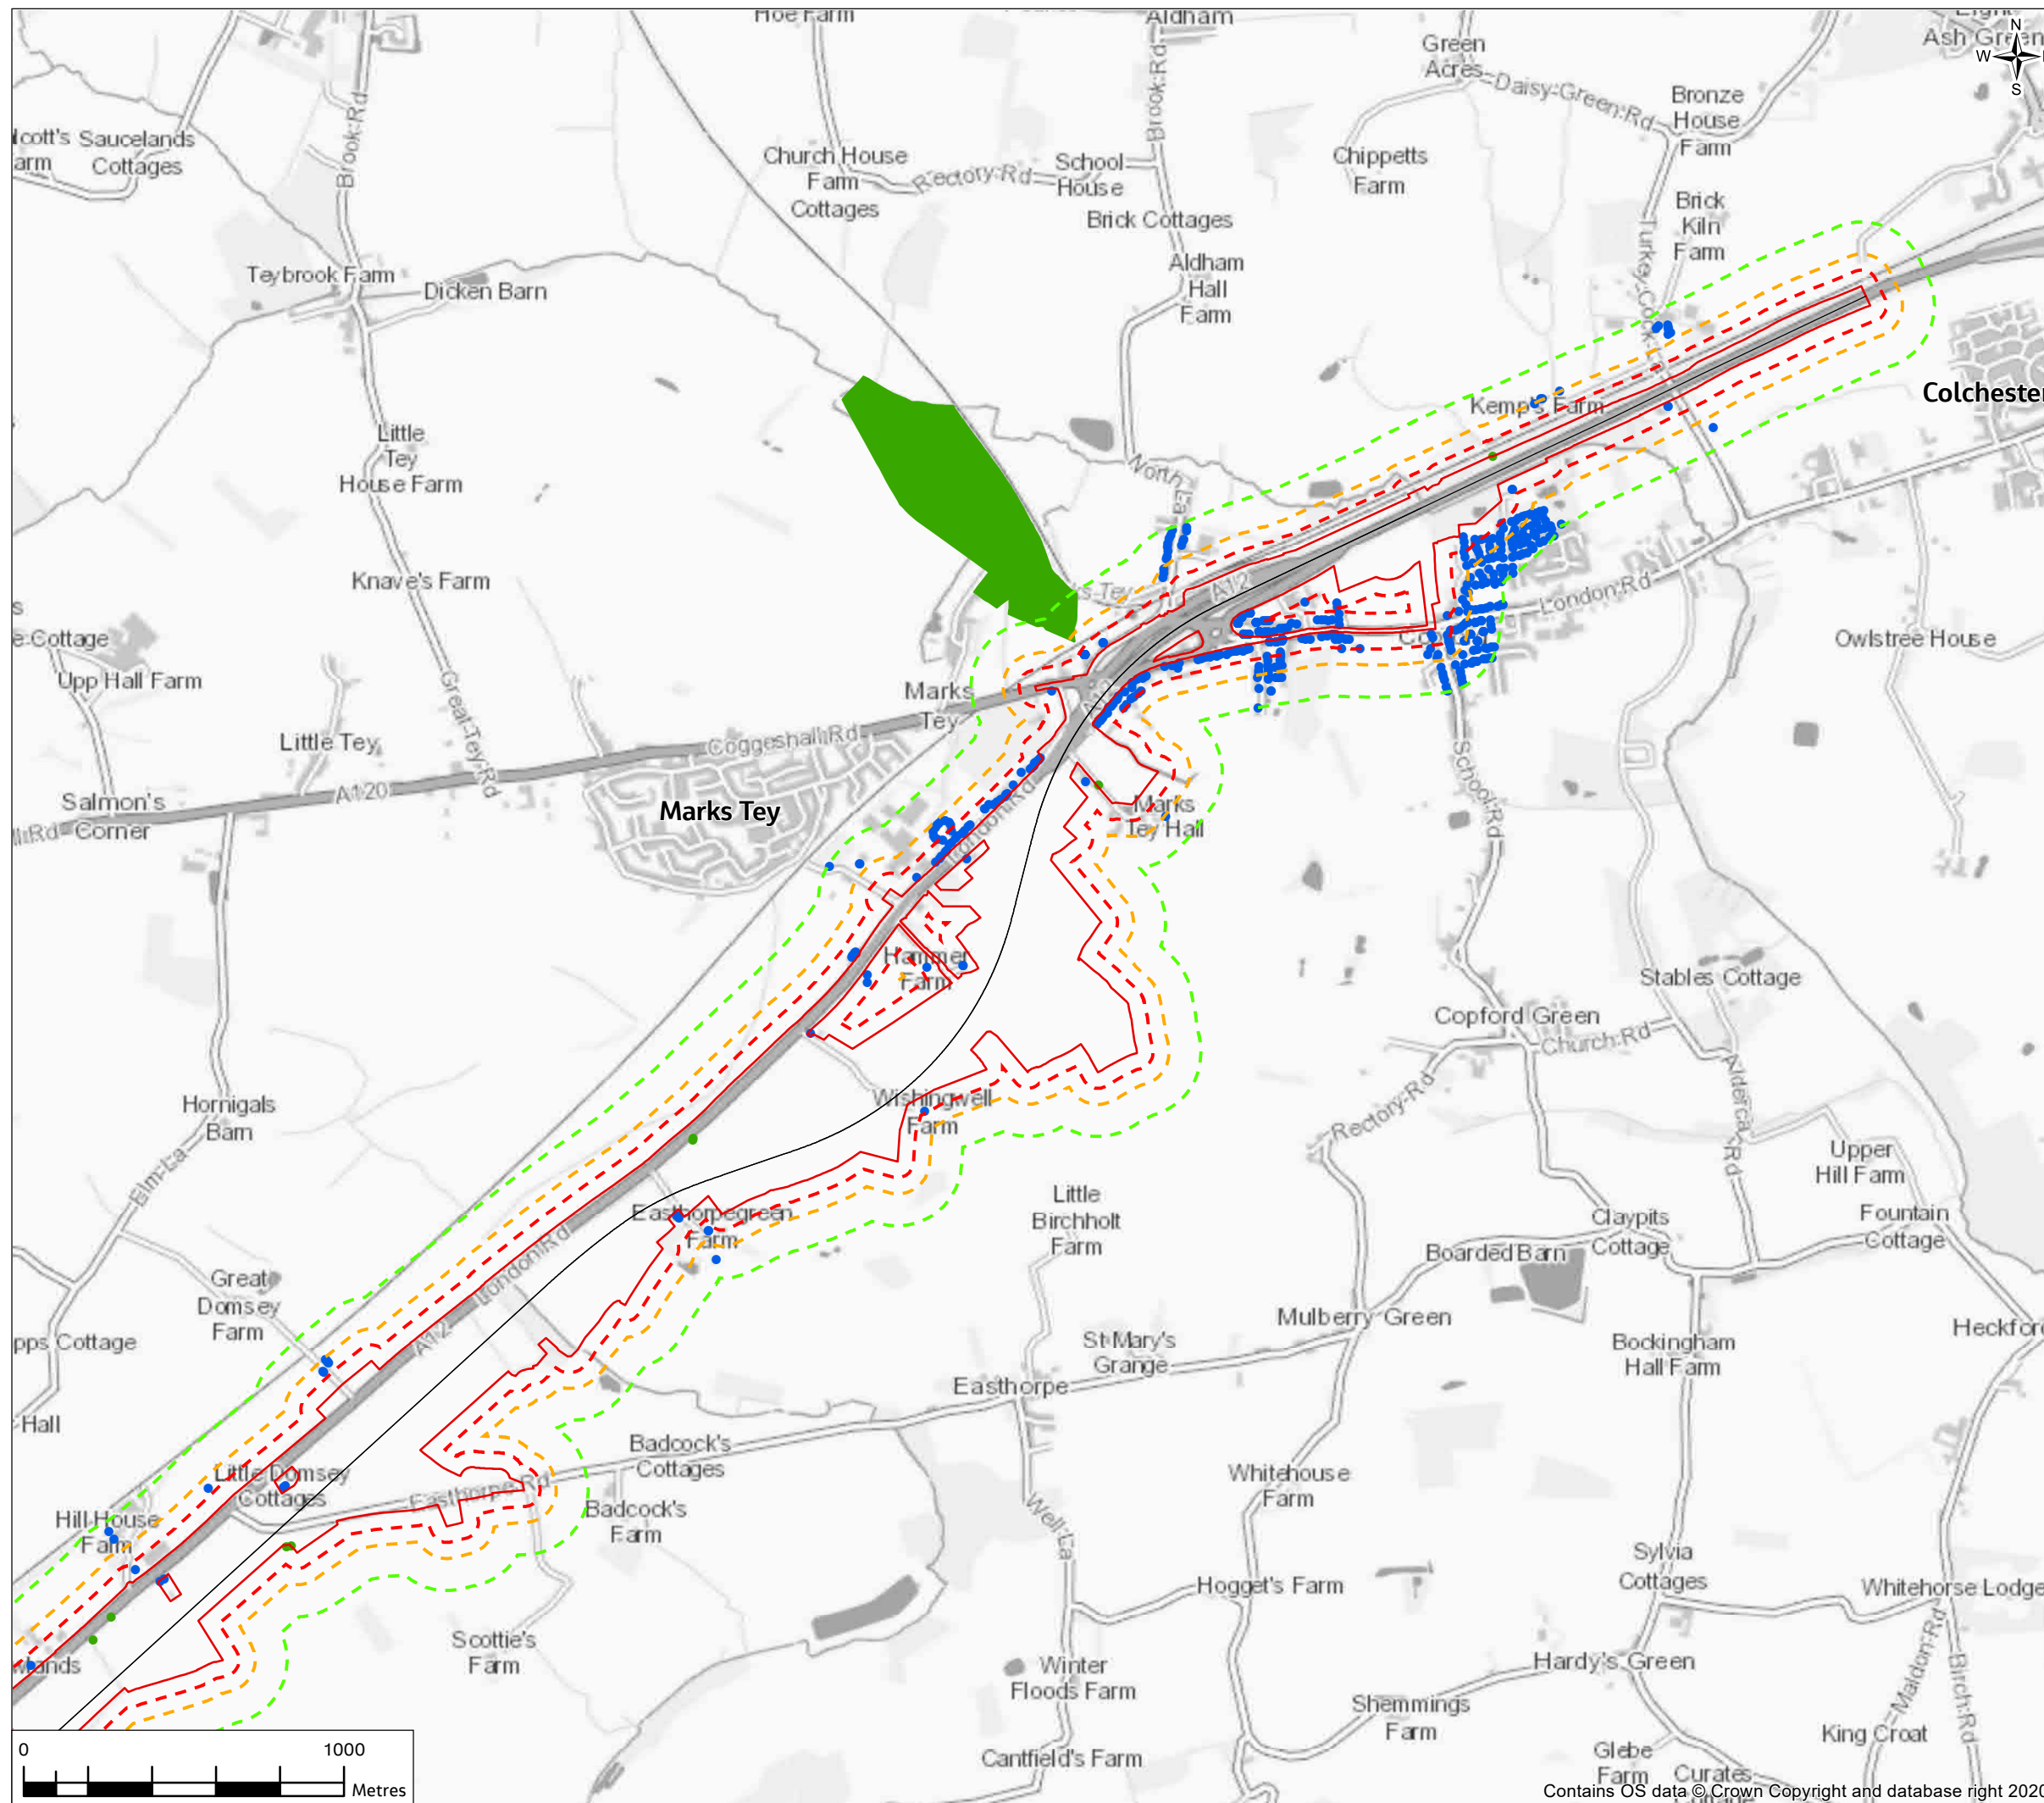 Hoe Farm
Aldham
Green
Acres
Ash Green
N
W
S
Daisy Green Rd
Bronze
House
Farm
Brook Rd
Brook Rd
Saucelands
Cottages
Church House
Farm
Cottages
Rectory Rd
School
House
Chippetts
Farm
Brick Cottages
Brick
Kiln
Farm
Aldham
Hall
Farm
Teybrook Farm
Dicken Barn
Kemp's Farm
Colchester
Little
Tey
House Farm
North La
Knave's Farm
A12
London Rd
Owlstree House
e Cottage
Upp Hall Farm
Marks
Tey
Great Tey Rd
Little Tey
Coggeshall Rd
A120
Salmon's
Corner
Marks Tey
London Rd
Marks
Tey Hall
School Rd
Hammer
Farm
Stables Cottage
Copford Green
Church Rd
Hornigals
Barn
Wishingwell
Farm
Rectory Rd
Elm La
Upper
Hill Farm
Little
Birchholt
Farm
Easthorpegreen
Farm
Claypits
Cottage
Fountain
Cottage
Boarded Barn
London Rd
Great
Domsey
Farm
Mulberry Green
A12
pps Cottage
St Mary's
Grange
Bockingham
Hall Farm
Easthorpe
Hall
Badcock's
Cottages
Little Domsey
Cottages
Easthorpe Rd
Whitehouse
Farm
Badcock's
Farm
Hill House
Farm
Well La
Sylvia
Cottages
Hogget's Farm
Whitehorse Lodge
Scottie's
Farm
Winter
Floods Farm
Hardy's Green
Maldon Rd
Birch Rd
Shemmings
Farm
King Croat
Cantfield's Farm
Glebe
Farm
Curates
0 1000
Metres
Contains OS data © Crown Copyright and database right 2020